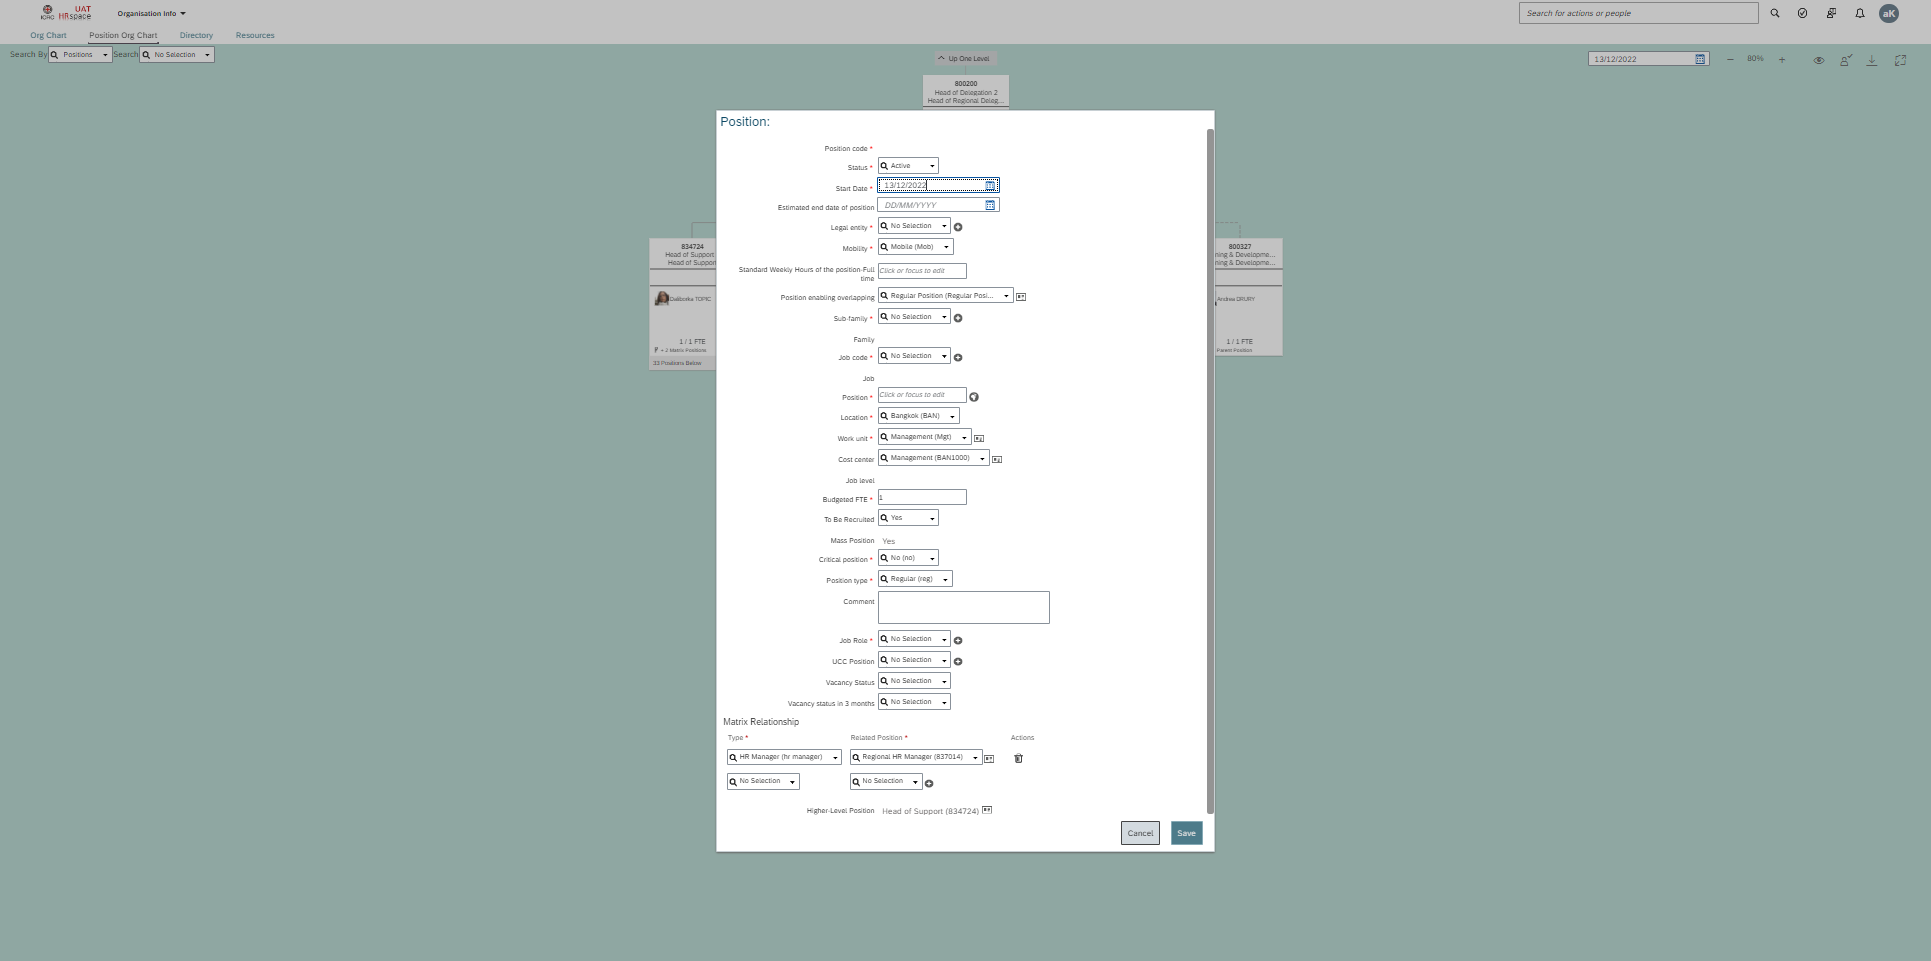 ICRC
UAT
HRspace
Organisation Info
Search for actions or people
aK
Org Chart
Position Org Chart
Directory
Resources
Search By
Positions
Search
No Selection
Up One Level
13/12/2022
80%
800200
Head of Delegation 2
Head of Regional Deleg...
834724
Head of Support
Head of Support
Daliborka TOPIC
1 / 1 FTE
+ 2 Matrix Positions
33 Positions Below
800327
ning & Developme...
ning & Developme...
Andrea DRURY
1 / 1 FTE
Parent Position
Position:
Position code *
Status * Active
Start Date * 13/12/2022
Estimated end date of position DD/MM/YYYY
Legal entity * No Selection
Mobility * Mobile (Mob)
Standard Weekly Hours of the position-Full
time
Click or focus to edit
Position enabling overlapping Regular Position (Regular Posi...
Sub-family * No Selection
Family
Job code * No Selection
Job
Position * Click or focus to edit
Location * Bangkok (BAN)
Work unit * Management (Mgt)
Cost center Management (BAN1000)
Job level
Budgeted FTE * 1
To Be Recruited Yes
Mass Position Yes
Critical position * No (no)
Position type * Regular (reg)
Comment
Job Role * No Selection
UCC Position No Selection
Vacancy Status No Selection
Vacancy status in 3 months No Selection
Matrix Relationship
Type * Related Position * Actions
HR Manager (hr manager) Regional HR Manager (837014)
No Selection No Selection
Higher-Level Position Head of Support (834724)
Cancel Save